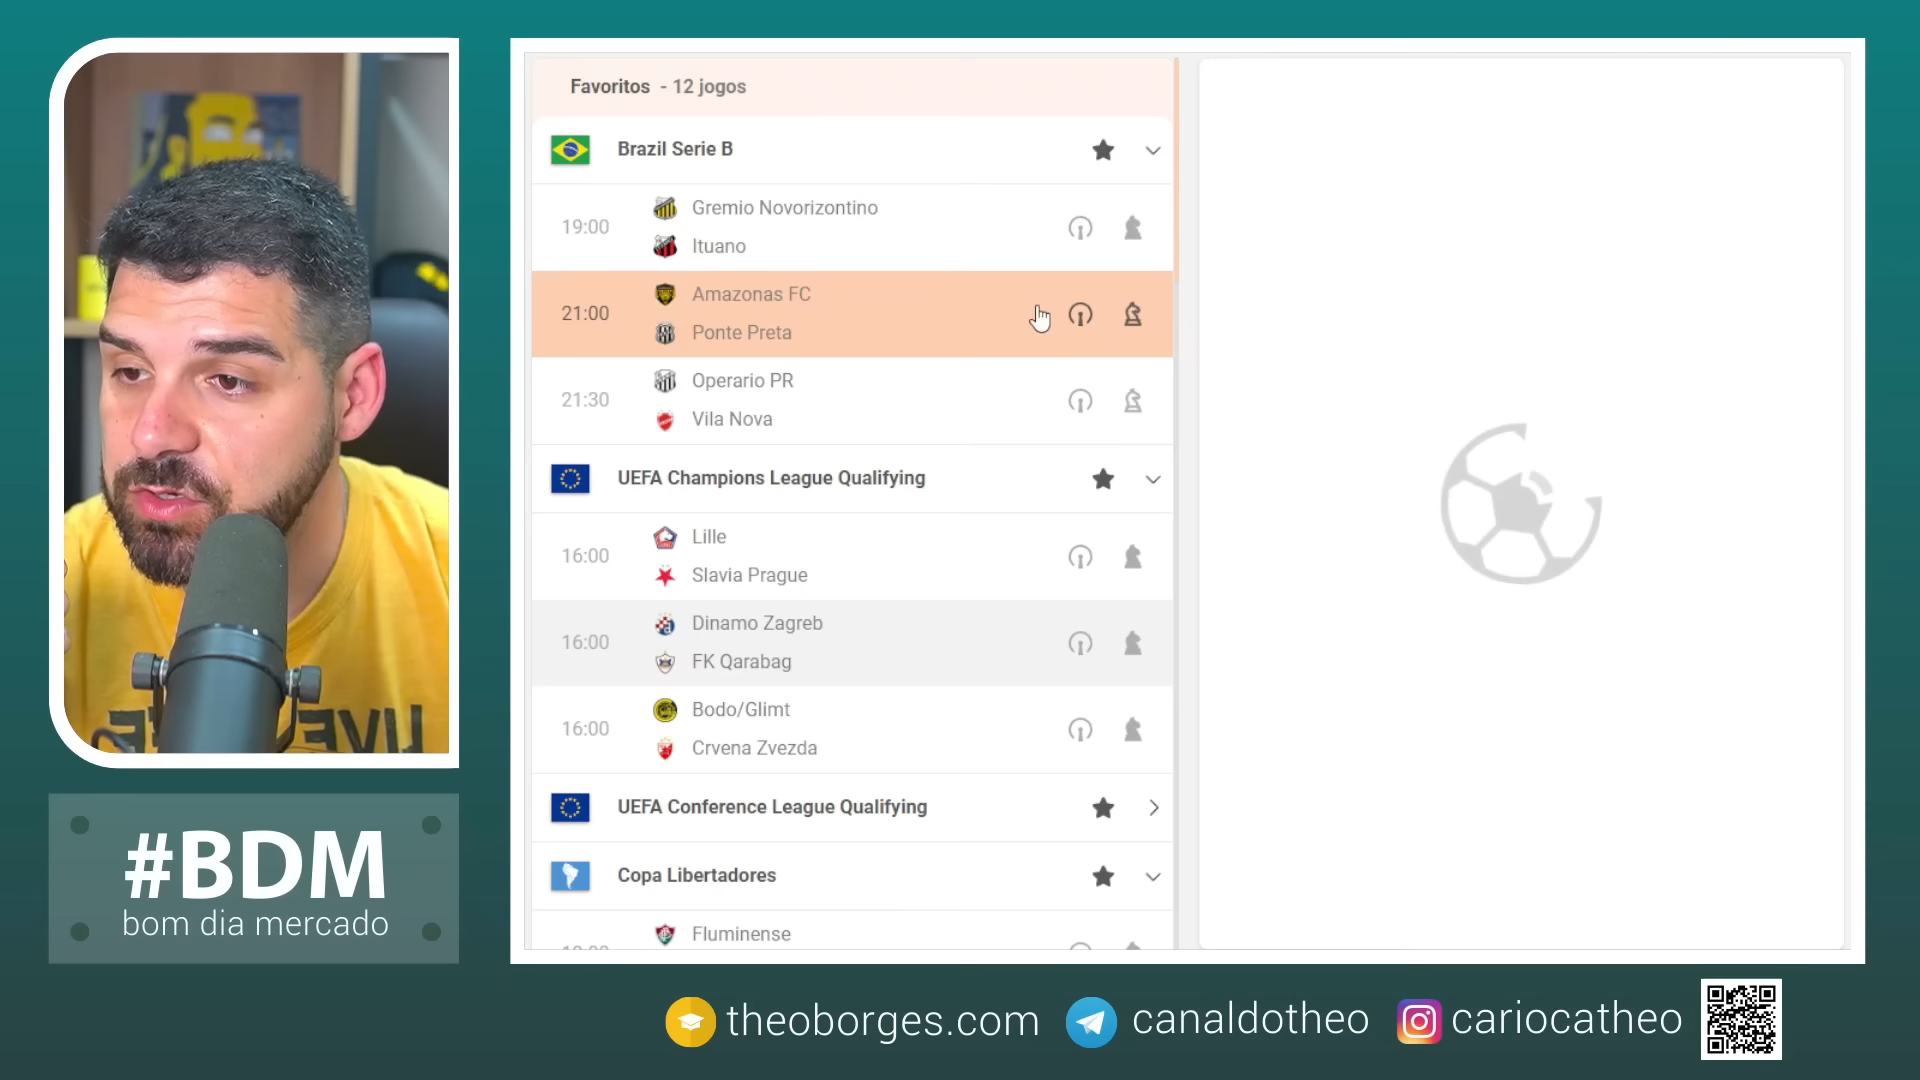 Favoritos - 12 jogos
Brazil Serie B
19:00
Gremio Novorizontino
Ituano
21:00
Amazonas FC
Ponte Preta
21:30
Operario PR
Vila Nova
UEFA Champions League Qualifying
16:00
Lille
Slavia Prague
16:00
Dinamo Zagreb
FK Qarabag
16:00
Bodo/Glimt
Crvena Zvezda
UEFA Conference League Qualifying
Copa Libertadores
Fluminense
#BDM
bom dia mercado
theoborges.com
canaldotheo
cariocatheo